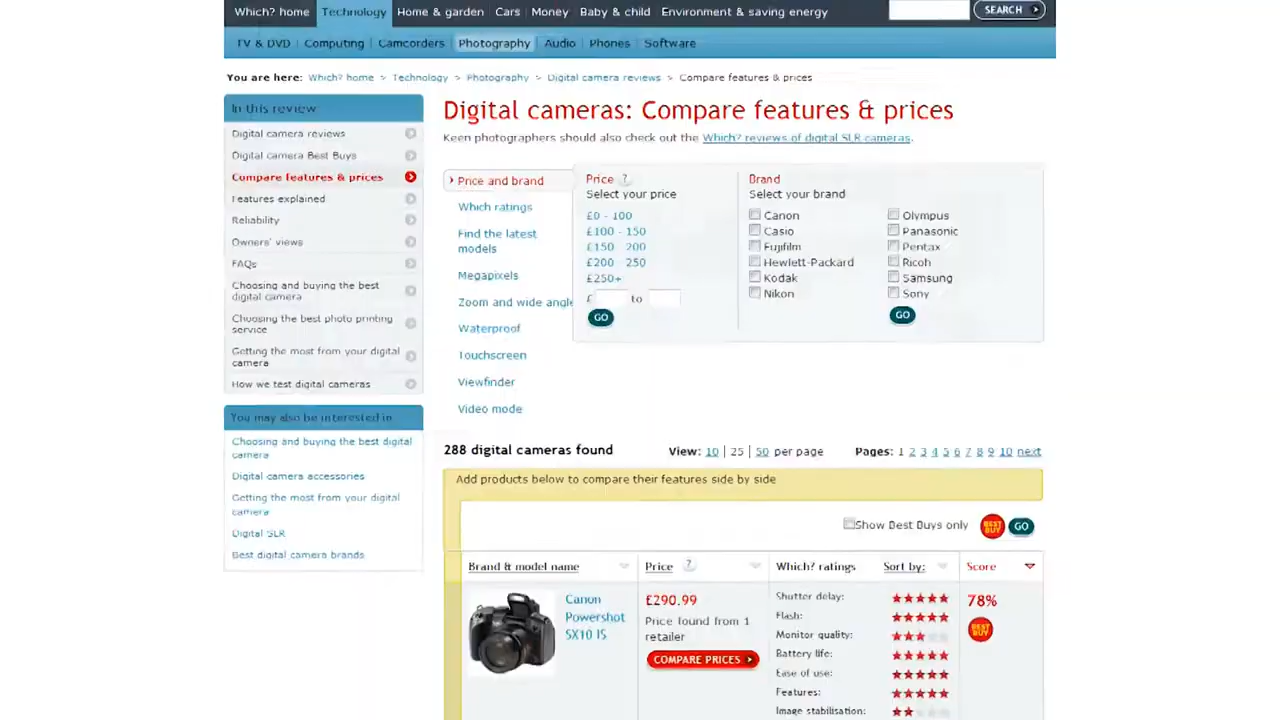 Which? home Technology Home & garden Cars Money Baby & child Environment & saving energy SEARCH
TV & DVD Computing Camcorders Photography Audio Phones Software
You are here: Which? home > Technology > Photography > Digital camera reviews > Compare features & prices
In this review
Digital camera reviews
Digital camera Best Buys
Compare features & prices
Features explained
Reliability
Owners' views
FAQs
Choosing and buying the best
digital camera
Choosing the best photo printing
service
Getting the most from your digital
camera
How we test digital cameras
You may also be interested in
Choosing and buying the best digital
camera
Digital camera accessories
Getting the most from your digital
camera
Digital SLR
Best digital camera brands
Digital cameras: Compare features & prices
Keen photographers should also check out the Which? reviews of digital SLR cameras.
Price and brand
Which ratings
Find the latest
models
Megapixels
Zoom and wide angle
Waterproof
Touchscreen
Viewfinder
Video mode
Price ?
Select your price
£0 - 100
£100 - 150
£150 - 200
£200 - 250
£250+
£ to
GO
Brand
Select your brand
Canon Olympus
Casio Panasonic
Fujifilm Pentax
Hewlett-Packard Ricoh
Kodak Samsung
Nikon Sony
GO
288 digital cameras found View: 10 | 25 | 50 per page Pages: 1 2 3 4 5 6 7 8 9 10 next
Add products below to compare their features side by side
Show Best Buys only BEST BUY GO
Brand & model name Price ? Which? ratings Sort by: Score
Canon
Powershot
SX10 IS
£290.99
Price found from 1
retailer
COMPARE PRICES
Shutter delay:
Flash:
Monitor quality:
Battery life:
Ease of use:
Features:
Image stabilisation:
78%
BEST BUY